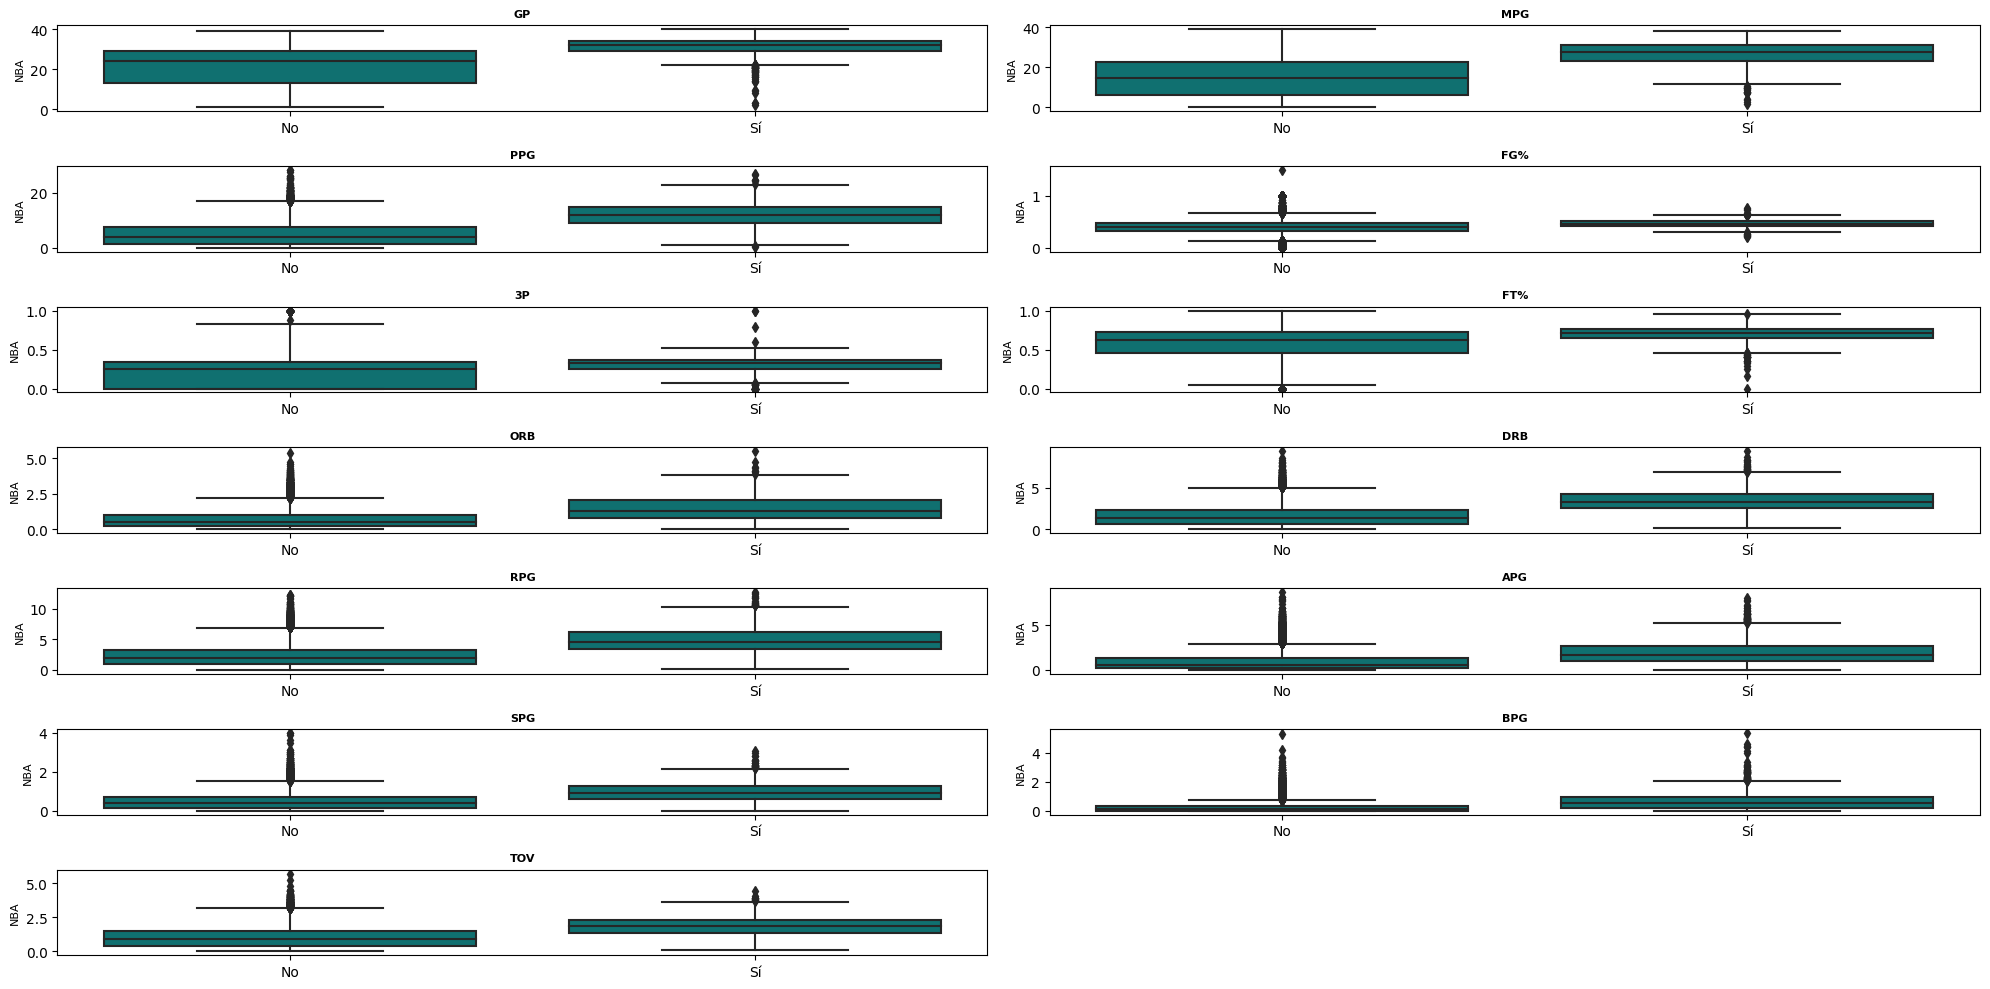 GP
40
20
0
NBA
No
Sí
MPG
40
20
0
NBA
No
Sí
PPG
20
0
NBA
No
Sí
FG%
1
0
NBA
No
Sí
3P
1.0
0.5
0.0
NBA
No
Sí
FT%
1.0
0.5
0.0
NBA
No
Sí
ORB
5.0
2.5
0.0
NBA
No
Sí
DRB
5
0
NBA
No
Sí
RPG
10
5
0
NBA
No
Sí
APG
5
0
NBA
No
Sí
SPG
4
2
0
NBA
No
Sí
BPG
4
2
0
NBA
No
Sí
TOV
5.0
2.5
0.0
NBA
No
Sí